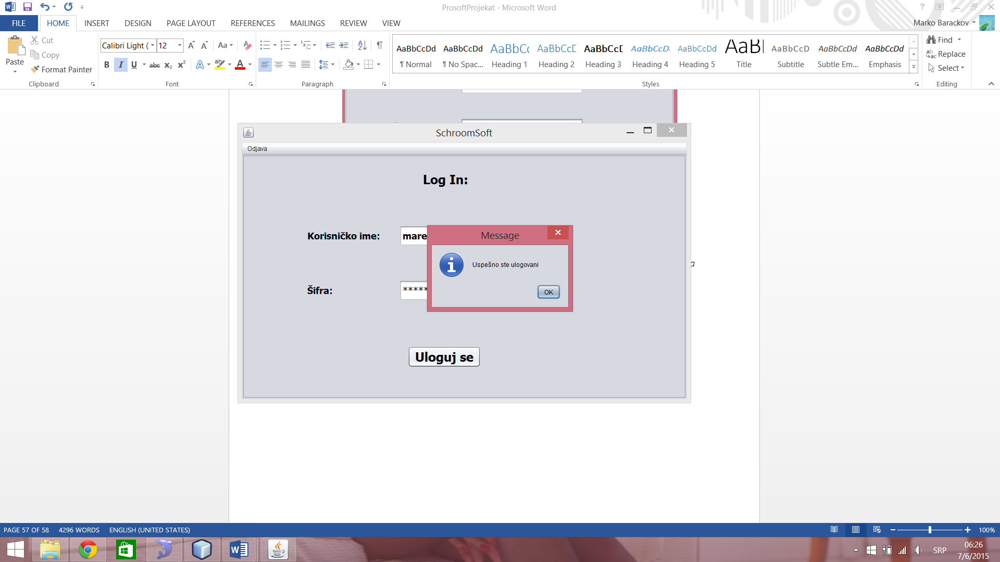 ProsoftProjekat - Microsoft Word
FILE HOME INSERT DESIGN PAGE LAYOUT REFERENCES MAILINGS REVIEW VIEW Marko Barackov
Paste
Cut
Copy
Format Painter
Clipboard
Calibri Light ( 12
Font
Paragraph
AaBbCcDd AaBbCcDd AaBbCc AaBbCcD AaBbCcD AaBbCcDd AaBbCcDd AaB AaBbCcD AaBbCcDd AaBbCcDd
¶ Normal ¶ No Spac... Heading 1 Heading 2 Heading 3 Heading 4 Heading 5 Title Subtitle Subtle Em... Emphasis
Styles
Find
Replace
Select
Editing
SchroomSoft
Odjava
Log In:
Korisničko ime: mare
Šifra: *****
Message
Uspešno ste ulogovani
OK
a
Uloguj se
PAGE 57 OF 58 4296 WORDS ENGLISH (UNITED STATES) 100%
SRP
06:26
7/6/2015